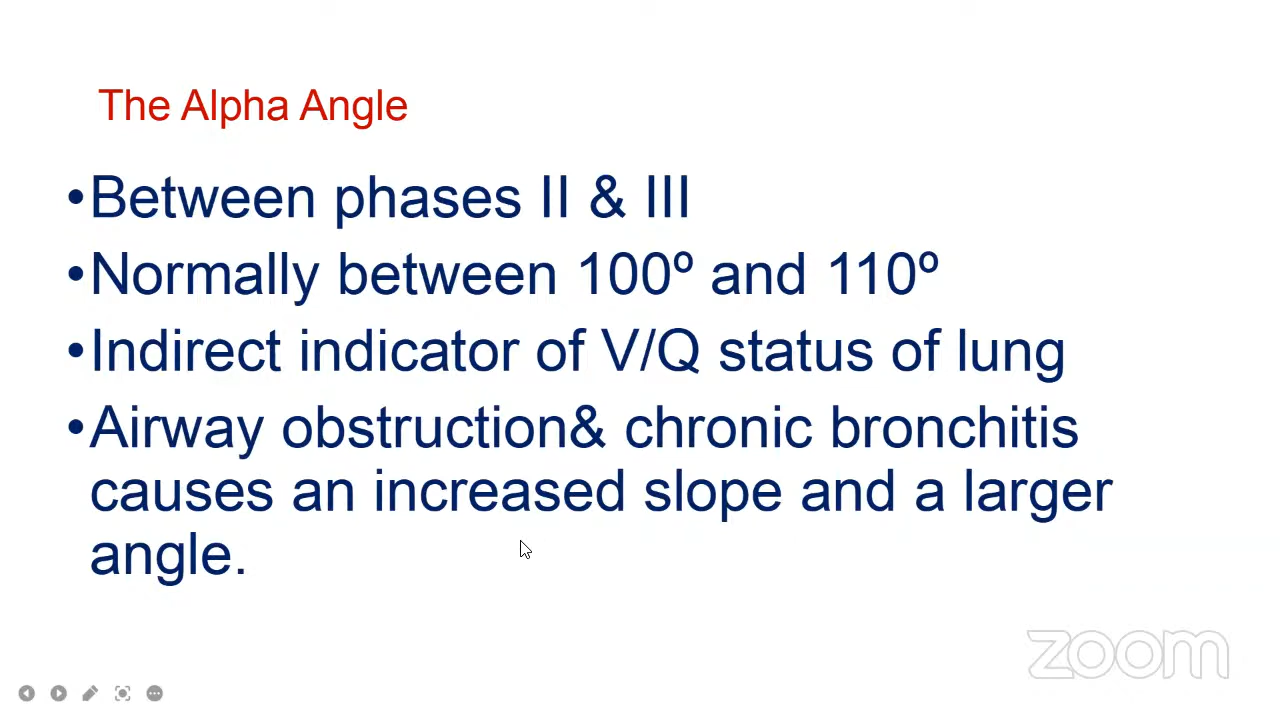 The Alpha Angle
•Between phases II & III
•Normally between 100º and 110º
•Indirect indicator of V/Q status of lung
•Airway obstruction& chronic bronchitis
causes an increased slope and a larger
angle.
zoom